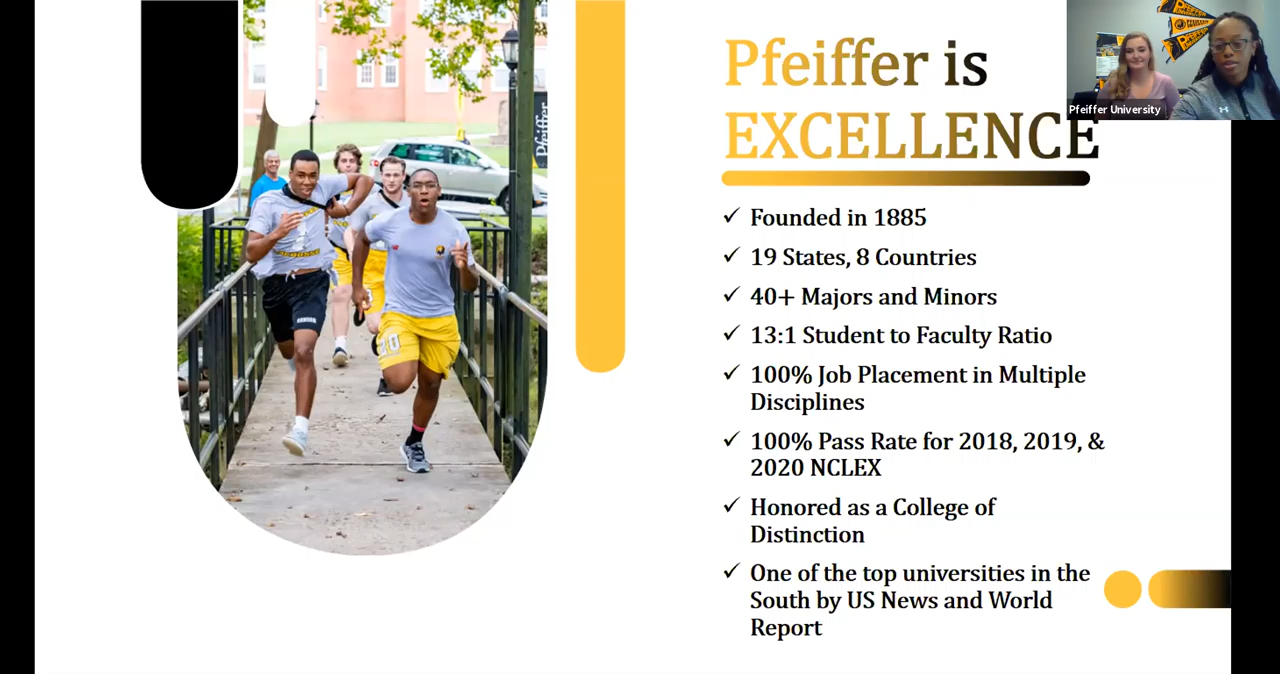 Pfeiffer is
EXCELLENCE
Pfeiffer University
✓ Founded in 1885
✓ 19 States, 8 Countries
✓ 40+ Majors and Minors
✓ 13:1 Student to Faculty Ratio
✓ 100% Job Placement in Multiple
Disciplines
✓ 100% Pass Rate for 2018, 2019, &
2020 NCLEX
✓ Honored as a College of
Distinction
✓ One of the top universities in the
South by US News and World
Report
Pfeiffer
LACROSSE
20